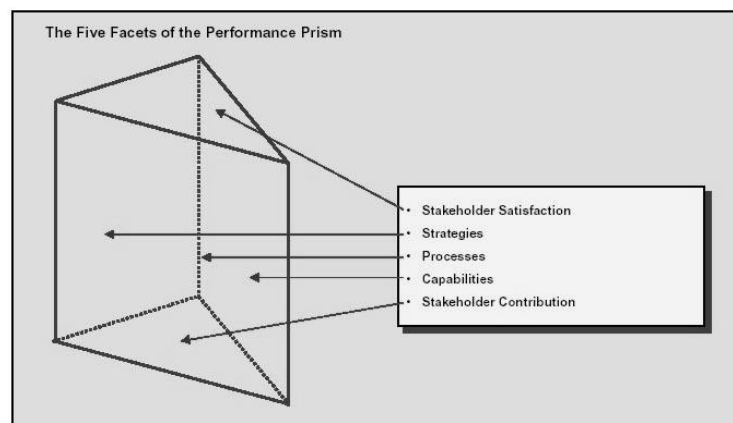 The Five Facets of the Performance Prism
• Stakeholder Satisfaction
• Strategies
• Processes
• Capabilities
• Stakeholder Contribution